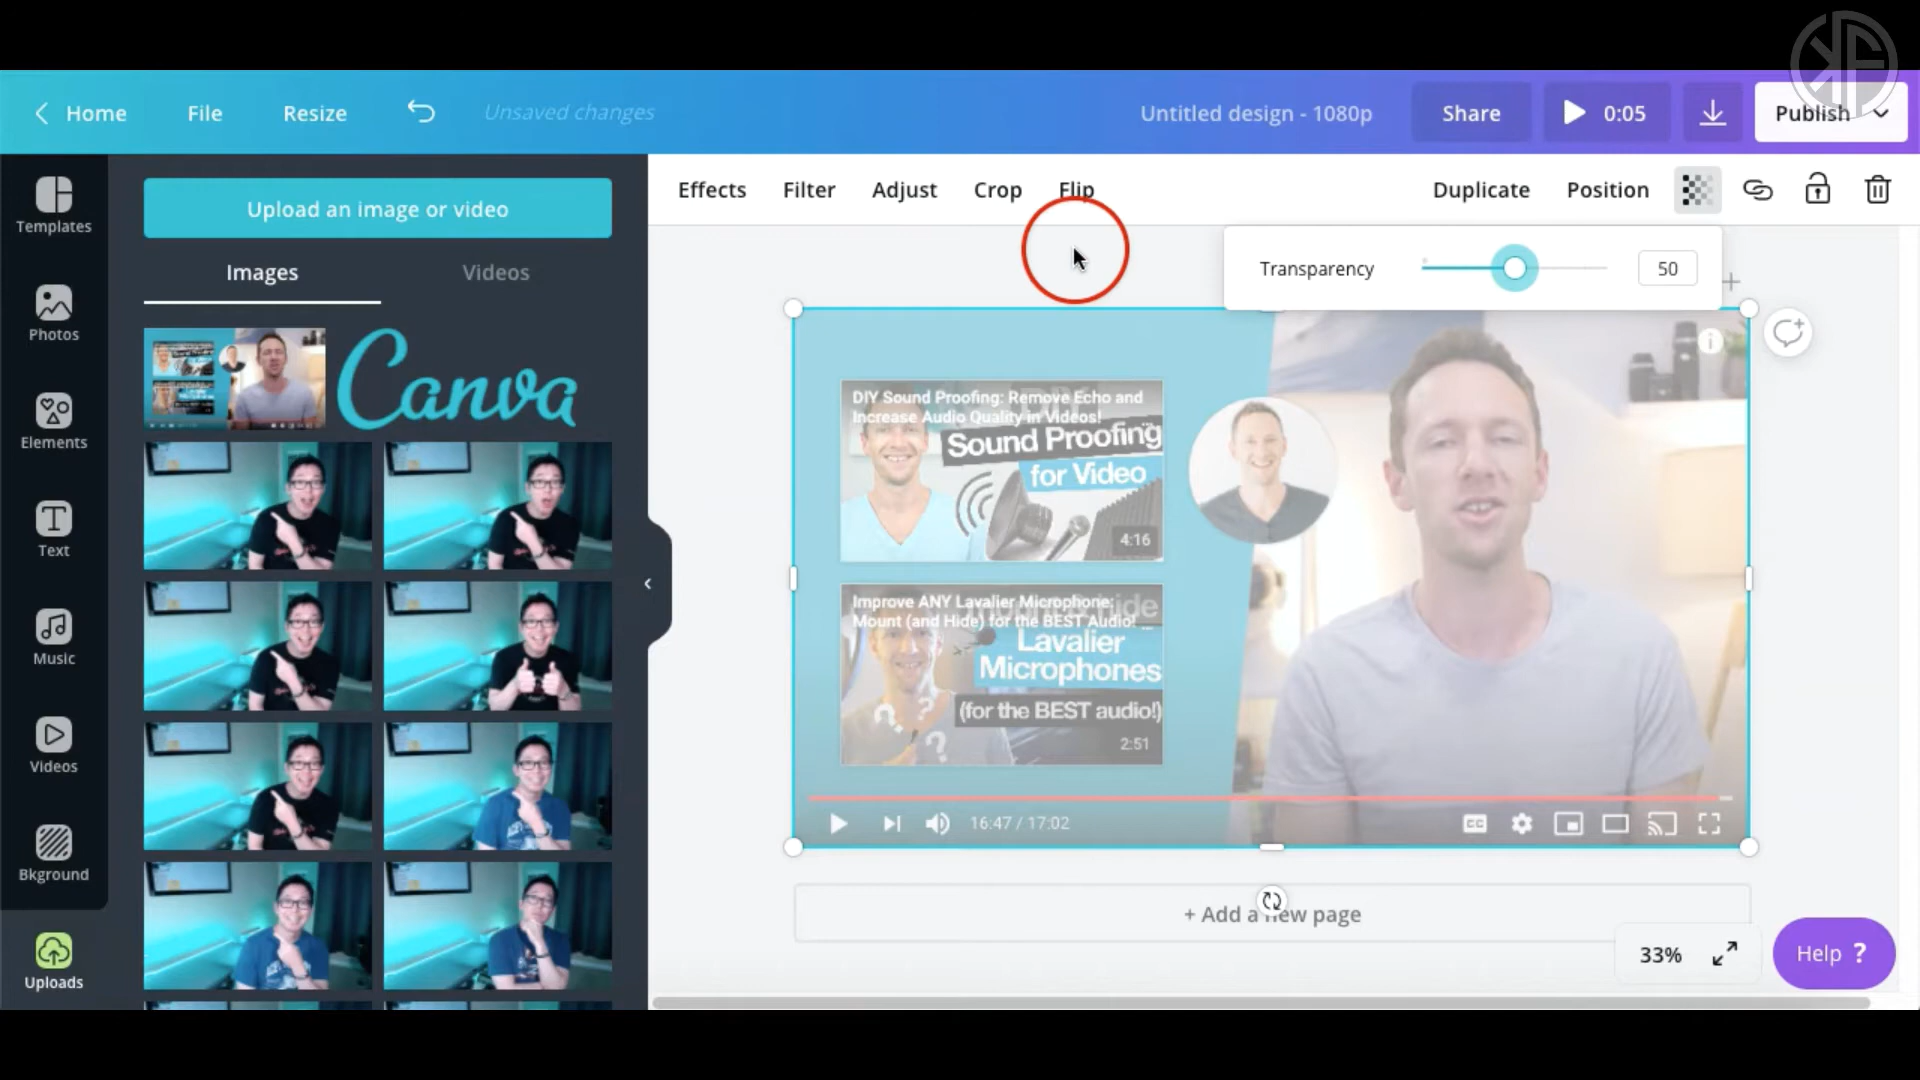 Home
File
Resize
Unsaved changes
Untitled design - 1080p
Share
0:05
Publish
Effects
Filter
Adjust
Crop
Flip
Duplicate
Position
Transparency
50
Templates
Photos
Elements
Text
Music
Videos
Bkground
Uploads
Upload an image or video
Images
Videos
Canva
DIY Sound Proofing: Remove Echo and
Increase Audio Quality in Videos!
Sound Proofing
for Video
4:16
Improve ANY Lavalier Microphone:
Mount (and Hide) for the BEST Audio! ...
Lavalier
Microphones
(for the BEST audio!)
2:51
16:47 / 17:02
CC
+ Add a new page
33%
Help ?